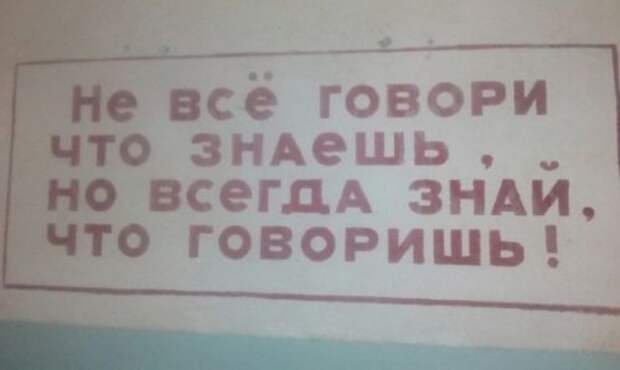 Не всё говори
что знаешь,
но всегда знай,
что говоришь!